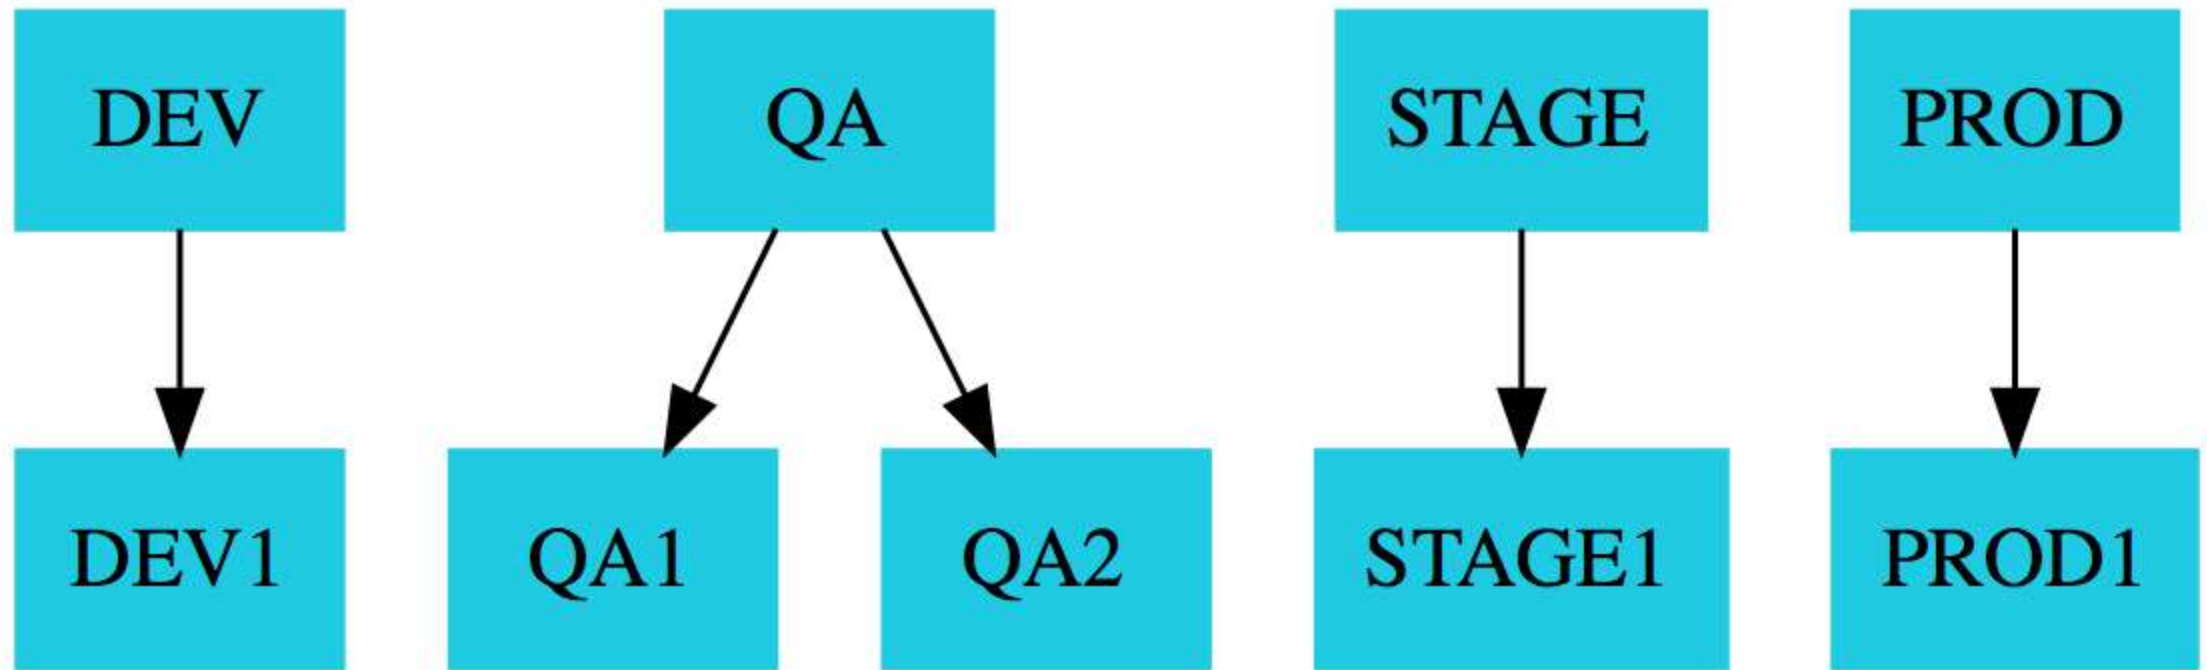 DEV
QA
STAGE
PROD
DEV1
QA1
QA2
STAGE1
PROD1